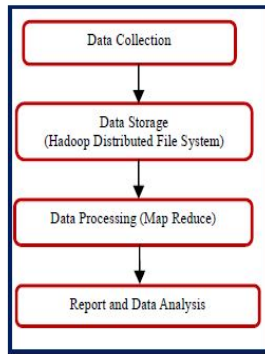 Data Collection
Data Storage
(Hadoop Distributed File System)
Data Processing (Map Reduce)
Report and Data Analysis